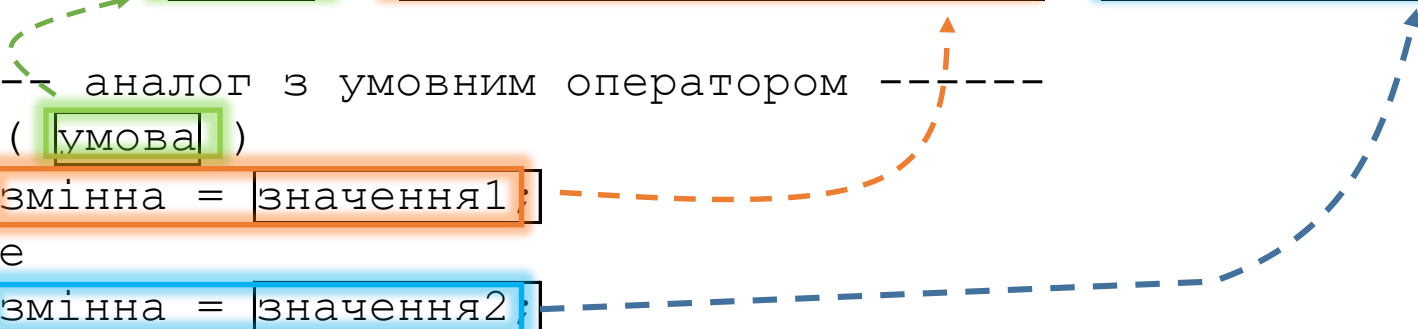 -- аналог з умовним оператором ------
( умова )
змінна = значення1;
е
змінна = значення2;